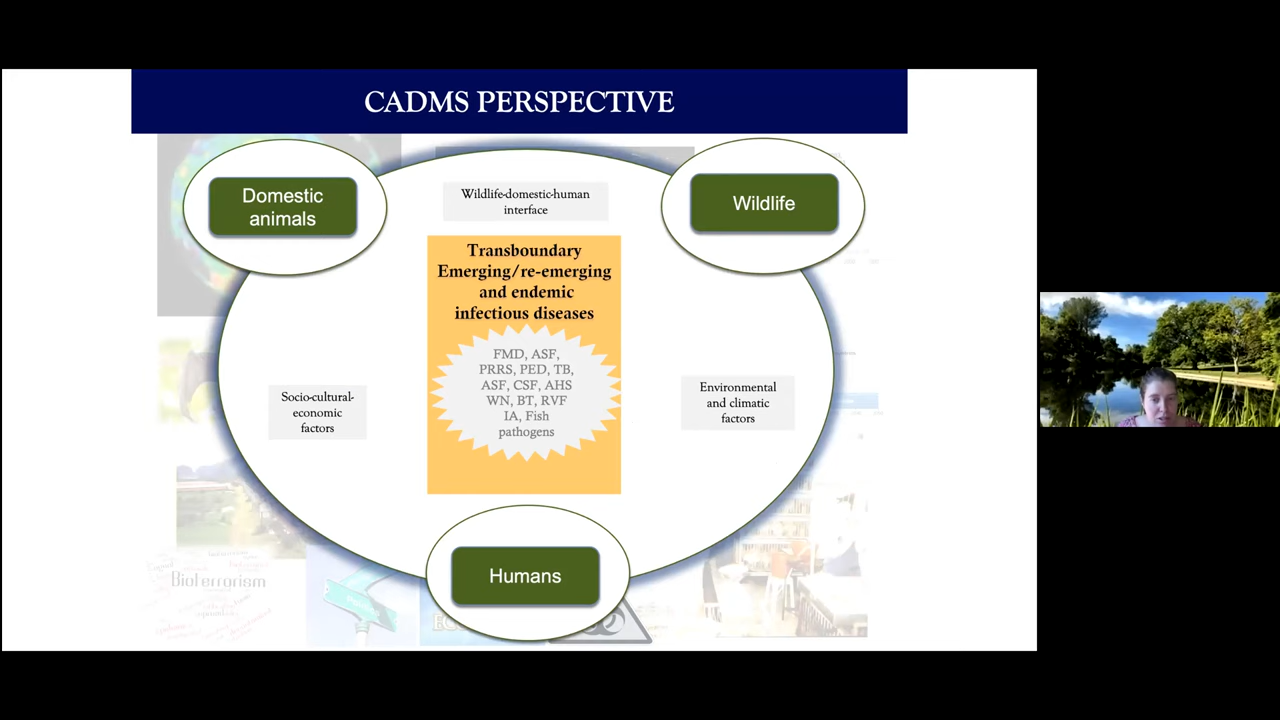 CADMS PERSPECTIVE
Domestic
animals
Wildlife-domestic-human
interface
Wildlife
Transboundary
Emerging/re-emerging
and endemic
infectious diseases
FMD, ASF,
PRRS, PED, TB,
ASF, CSF, AHS
WN, BT, RVF
IA, Fish
pathogens
Socio-cultural-
economic
factors
Environmental
and climatic
factors
Humans
Bioterrorism